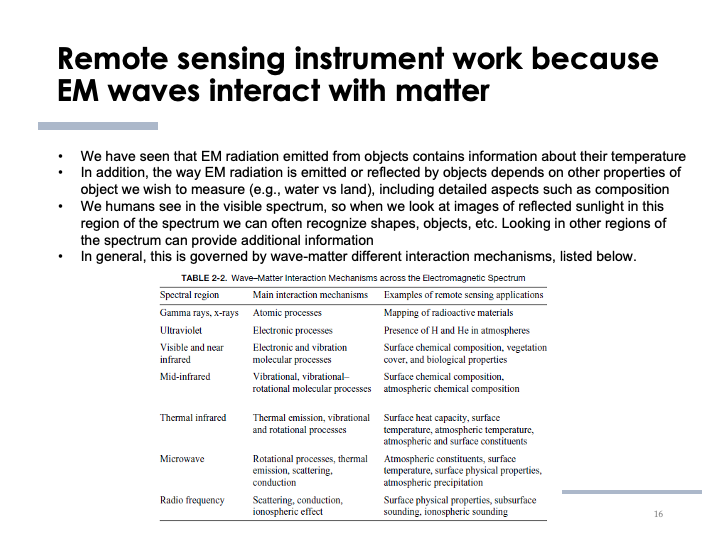 Remote sensing instrument work because
EM waves interact with matter
• We have seen that EM radiation emitted from objects contains information about their temperature
• In addition, the way EM radiation is emitted or reflected by objects depends on other properties of
object we wish to measure (e.g., water vs land), including detailed aspects such as composition
• We humans see in the visible spectrum, so when we look at images of reflected sunlight in this
region of the spectrum we can often recognize shapes, objects, etc. Looking in other regions of
the spectrum can provide additional information
• In general, this is governed by wave-matter different interaction mechanisms, listed below.
TABLE 2-2. Wave–Matter Interaction Mechanisms across the Electromagnetic Spectrum
Spectral region Main interaction mechanisms Examples of remote sensing applications
Gamma rays, x-rays Atomic processes Mapping of radioactive materials
Ultraviolet Electronic processes Presence of H and He in atmospheres
Visible and near Electronic and vibration Surface chemical composition, vegetation
infrared molecular processes cover, and biological properties
Mid-infrared Vibrational, vibrational– Surface chemical composition,
rotational molecular processes atmospheric chemical composition
Thermal infrared Thermal emission, vibrational Surface heat capacity, surface
and rotational processes temperature, atmospheric temperature,
atmospheric and surface constituents
Microwave Rotational processes, thermal Atmospheric constituents, surface
emission, scattering, temperature, surface physical properties,
conduction atmospheric precipitation
Radio frequency Scattering, conduction, Surface physical properties, subsurface
ionospheric effect sounding, ionospheric sounding
16